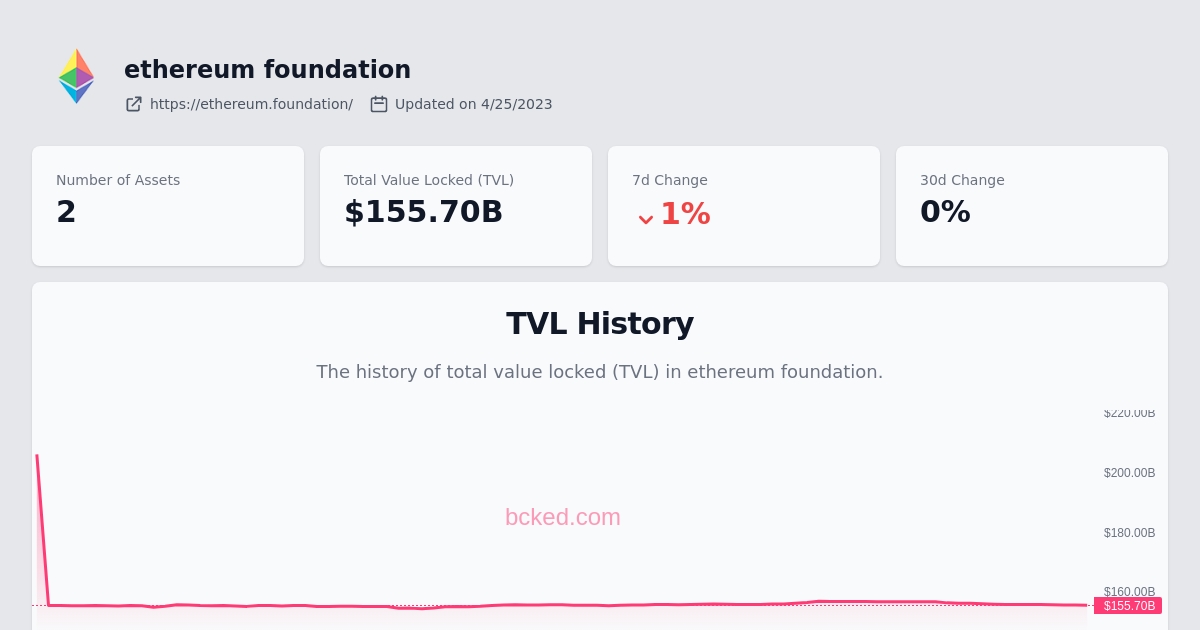 ethereum foundation
https://ethereum.foundation/ Updated on 4/25/2023
Number of Assets
2
Total Value Locked (TVL)
$155.70B
7d Change
1%
30d Change
0%
TVL History
The history of total value locked (TVL) in ethereum foundation.
$220.00B
$200.00B
bcked.com
$180.00B
$160.00B
$155.70B